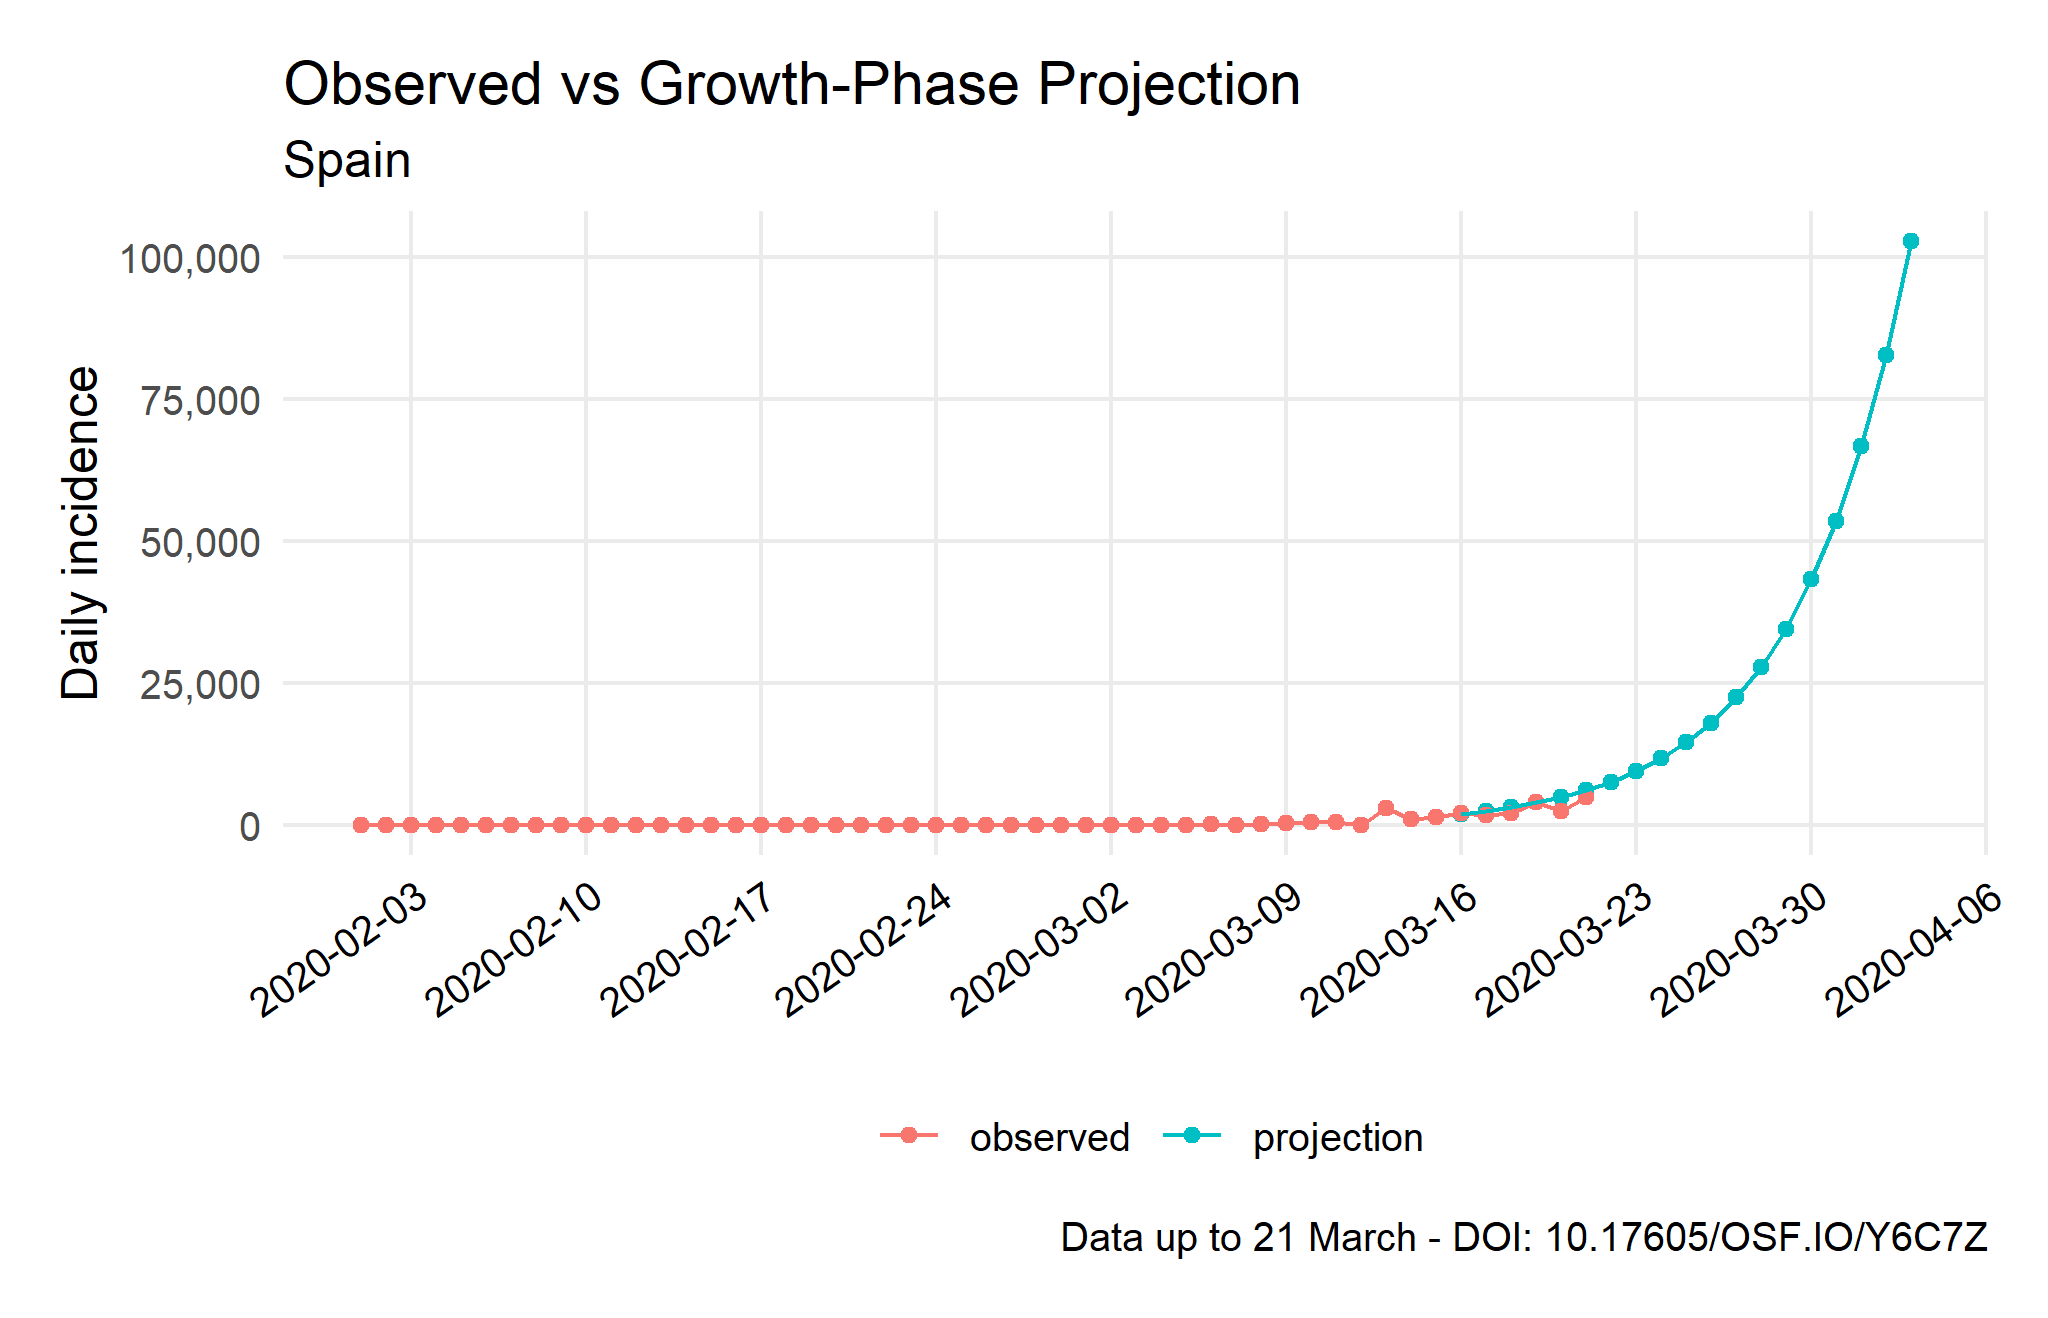 Observed vs Growth-Phase Projection
Spain
Daily incidence
100,000
75,000
50,000
25,000
0
2020-02-03
2020-02-10
2020-02-17
2020-02-24
2020-03-02
2020-03-09
2020-03-16
2020-03-23
2020-03-30
2020-04-06
observed
projection
Data up to 21 March - DOI: 10.17605/OSF.IO/Y6C7Z